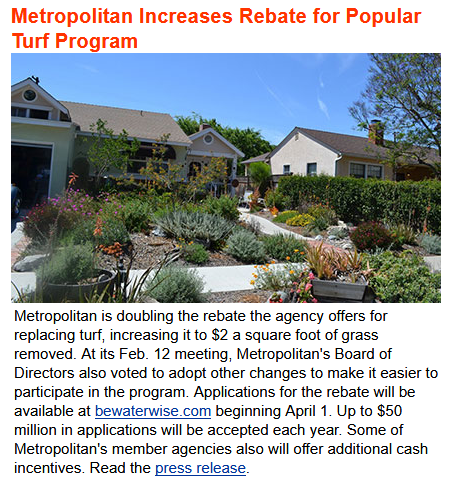 Metropolitan Increases Rebate for Popular
Turf Program
Metropolitan is doubling the rebate the agency offers for
replacing turf, increasing it to $2 a square foot of grass
removed. At its Feb. 12 meeting, Metropolitan's Board of
Directors also voted to adopt other changes to make it easier to
participate in the program. Applications for the rebate will be
available at bewaterwise.com beginning April 1. Up to $50
million in applications will be accepted each year. Some of
Metropolitan's member agencies also will offer additional cash
incentives. Read the press release.